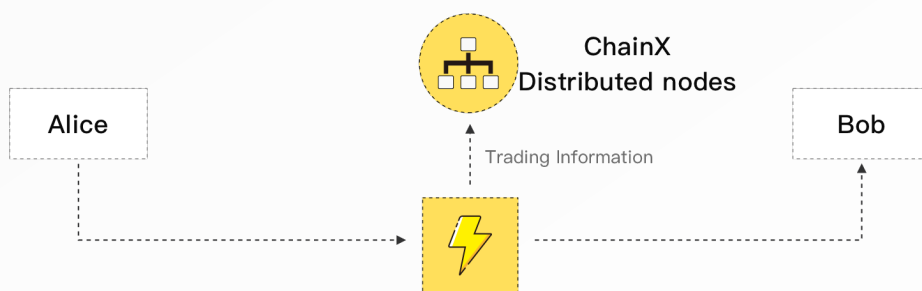 ChainX
Distributed nodes
Alice
Bob
Trading Information